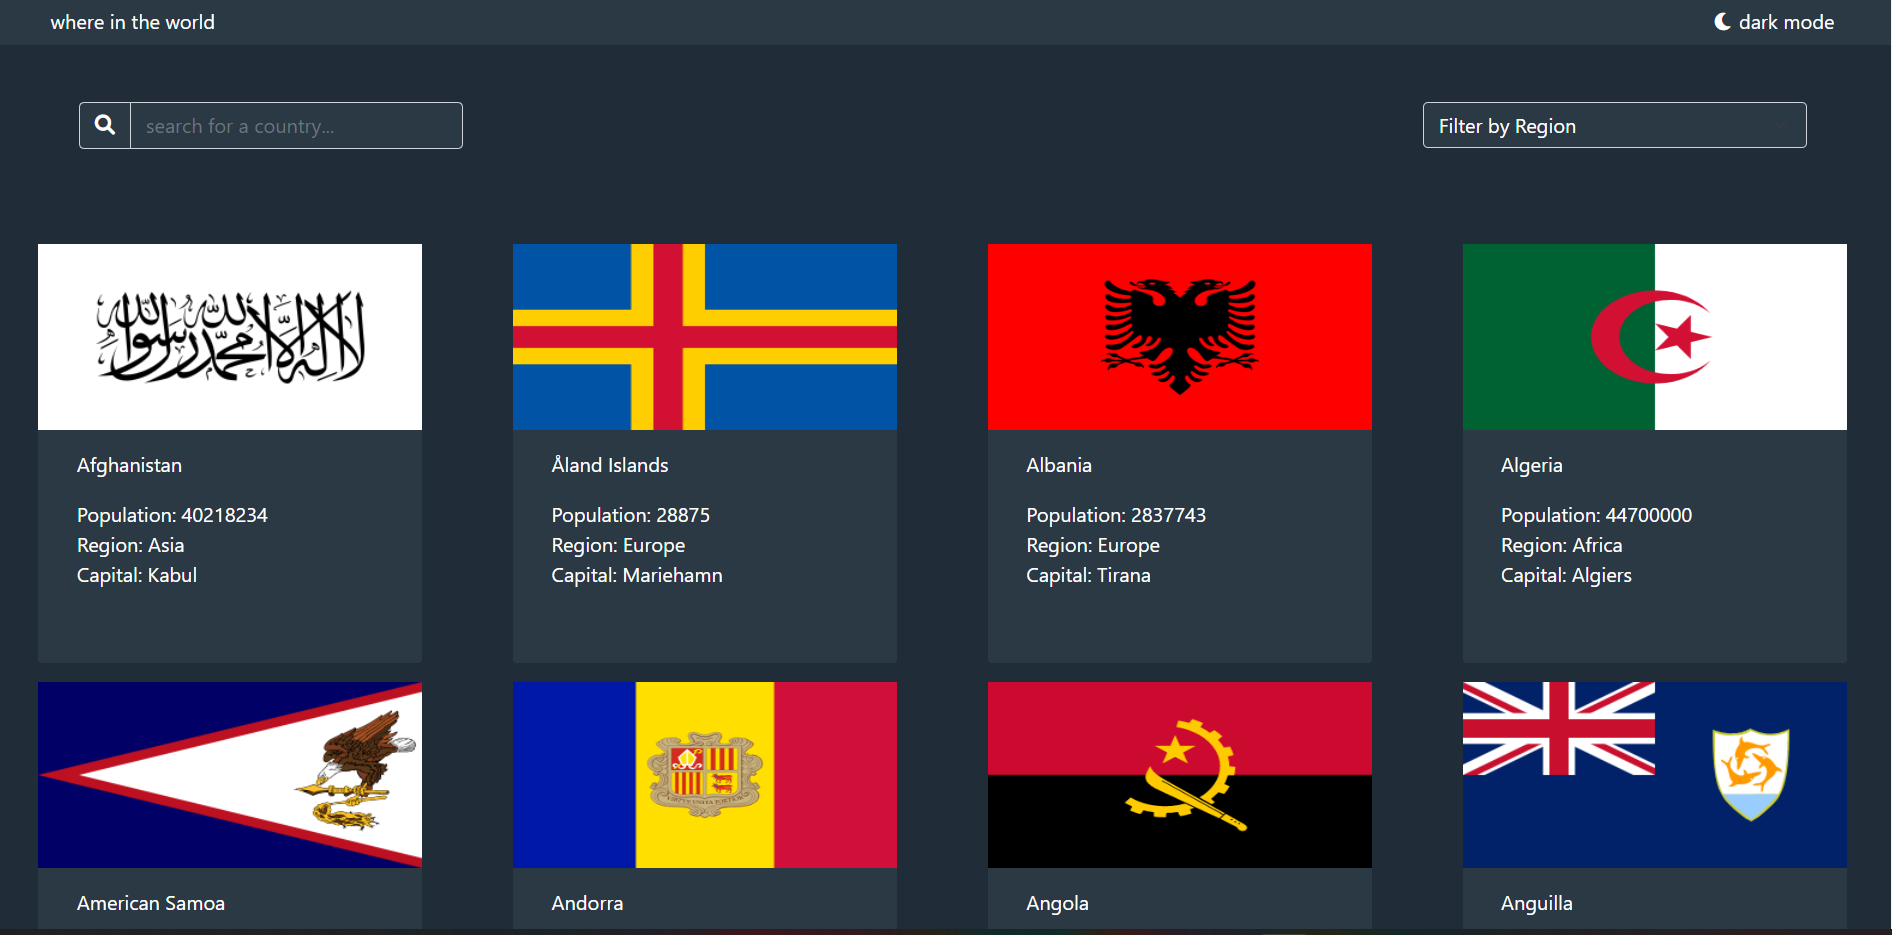 where in the world
dark mode
search for a country...
Filter by Region
لا إله إلا الله محمد رسول الله
Afghanistan
Population: 40218234
Region: Asia
Capital: Kabul
Åland Islands
Population: 28875
Region: Europe
Capital: Mariehamn
Albania
Population: 2837743
Region: Europe
Capital: Tirana
Algeria
Population: 44700000
Region: Africa
Capital: Algiers
American Samoa
Andorra
Angola
Anguilla